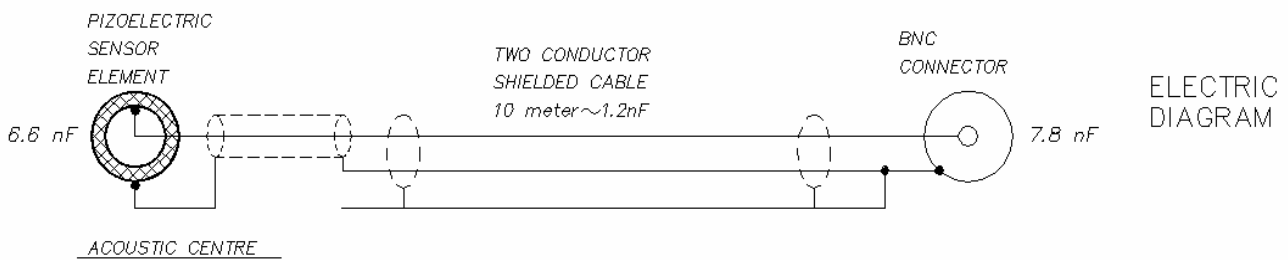 PIZOELECTRIC
SENSOR
ELEMENT
6.6 nF
TWO CONDUCTOR
SHIELDED CABLE
10 meter~1.2nF
BNC
CONNECTOR
7.8 nF
ELECTRIC
DIAGRAM
ACOUSTIC CENTRE